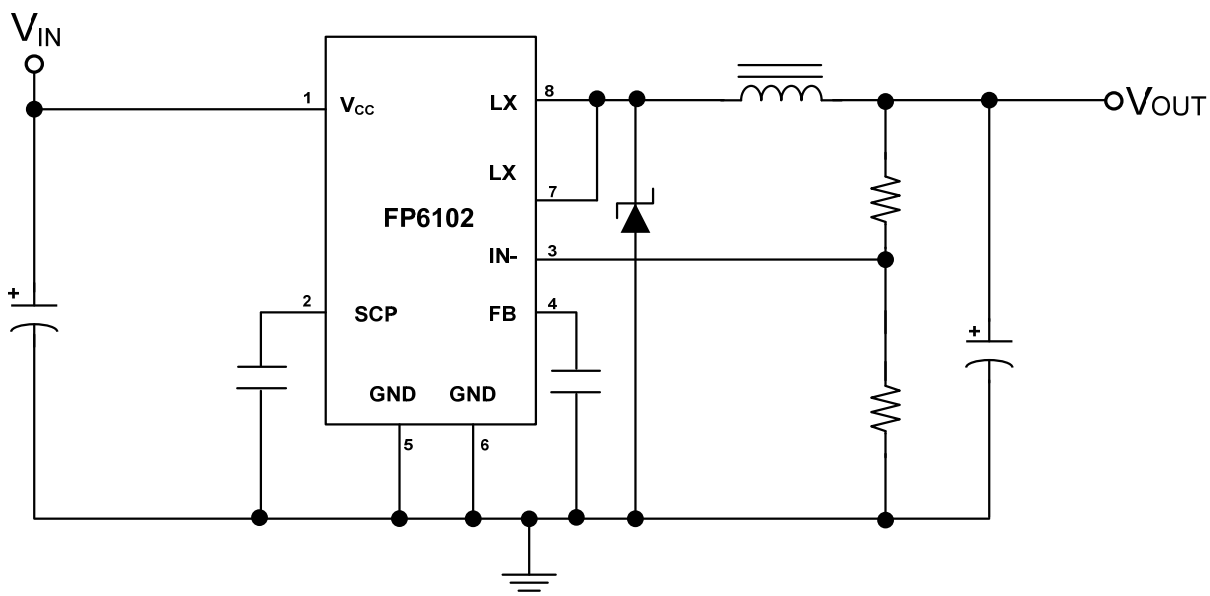 VIN
8
1
VCC
LX
VOUT
LX
7
FP6102
IN-
3
+
2
SCP
FB
4
+
GND
GND
5
6